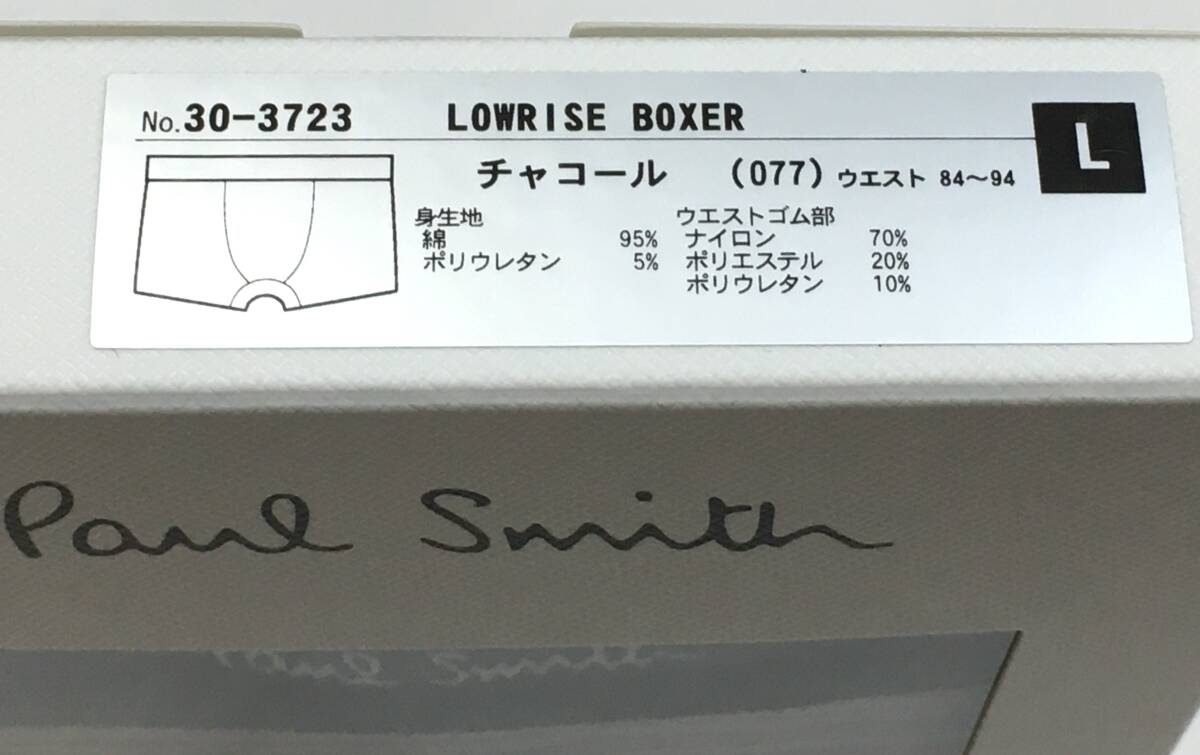 No.30-3723 LOWRISE BOXER
L
チャコール (077) ウエスト 84～94
身生地 ウエストゴム部
綿 95% ナイロン 70%
ポリウレタン 5% ポリエステル 20%
ポリウレタン 10%
Paul Smith
Paul Smith